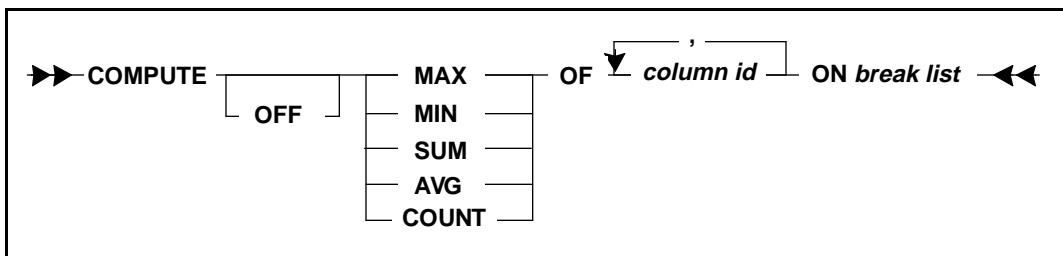 ,
COMPUTE MAX OF column id ON break list
OFF MIN
SUM
AVG
COUNT